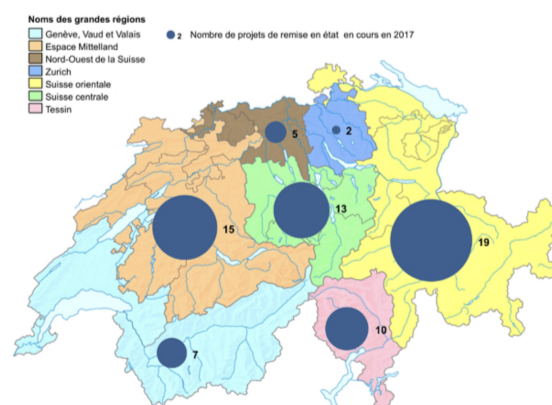 Noms des grandes régions
Genève, Vaud et Valais
Espace Mittelland
Nord-Ouest de la Suisse
Zurich
Suisse orientale
Suisse centrale
Tessin
2 Nombre de projets de remise en état en cours en 2017
5
2
13
15
19
10
7